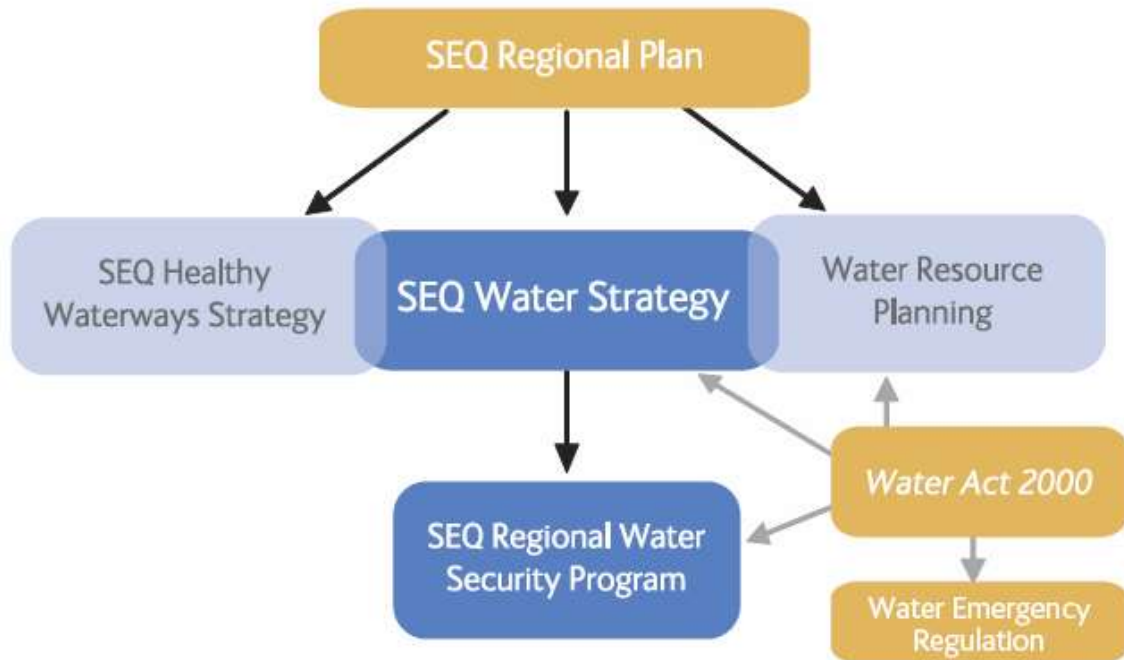 SEQ Regional Plan
SEQ Healthy
Waterways Strategy
SEQ Water Strategy
Water Resource
Planning
Water Act 2000
SEQ Regional Water
Security Program
Water Emergency
Regulation